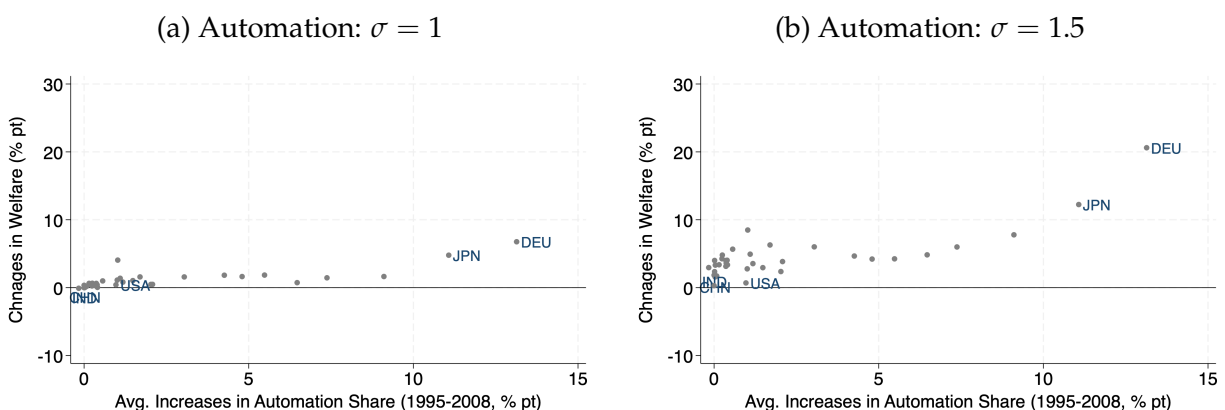 (a) Automation: σ = 1
Chnages in Welfare (% pt)
30
20
10
0
-10
DEU
JPN
USA
CHN
IND
0 5 10 15
Avg. Increases in Automation Share (1995-2008, % pt)
(b) Automation: σ = 1.5
Chnages in Welfare (% pt)
30
20
10
0
-10
DEU
JPN
IND
CHN
USA
0 5 10 15
Avg. Increases in Automation Share (1995-2008, % pt)